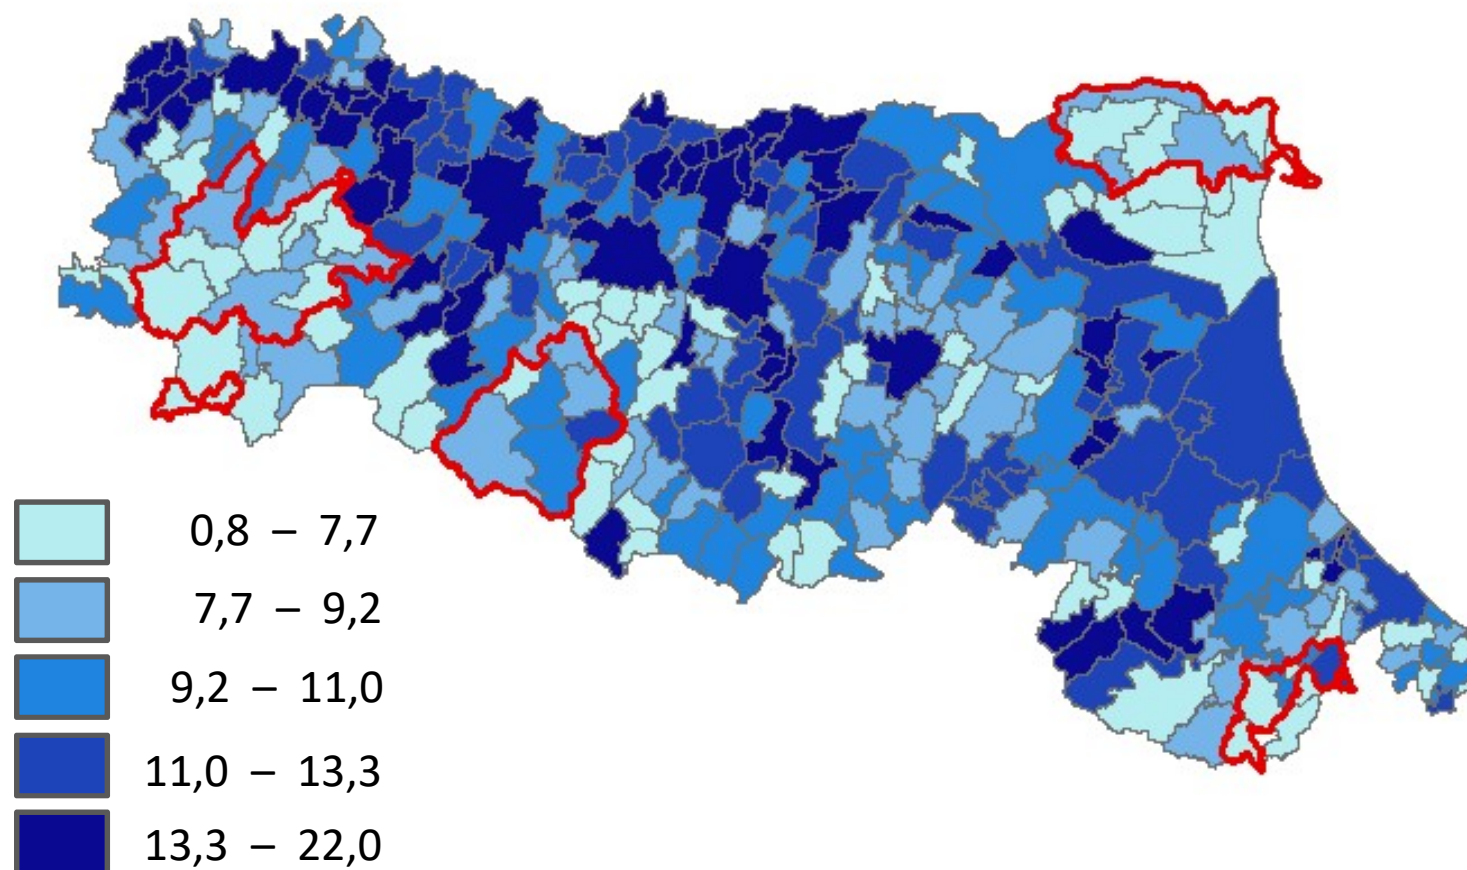 0,8 – 7,7
7,7 – 9,2
9,2 – 11,0
11,0 – 13,3
13,3 – 22,0